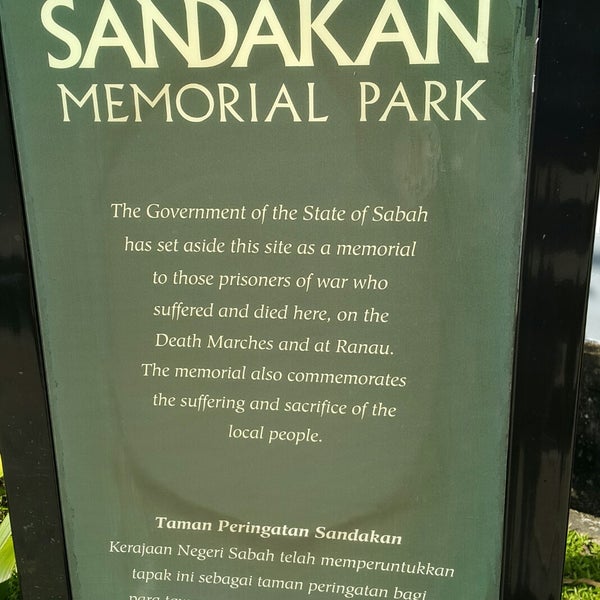 SANDAKAN
MEMORIAL PARK
The Government of the State of Sabah
has set aside this site as a memorial
to those prisoners of war who
suffered and died here, on the
Death Marches and at Ranau.
The memorial also commemorates
the suffering and sacrifice of the
local people.
Taman Peringatan Sandakan
Kerajaan Negeri Sabah telah memperuntukkan
tapak ini sebagai taman peringatan bagi
para